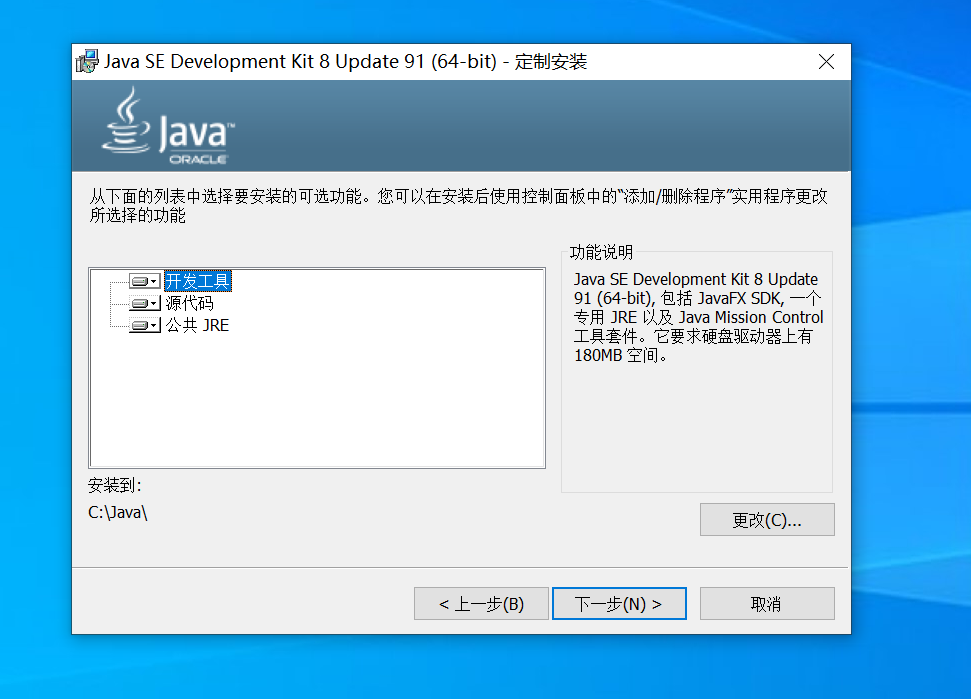 Java SE Development Kit 8 Update 91 (64-bit) - 定制安装
Java™
ORACLE
从下面的列表中选择要安装的可选功能。您可以在安装后使用控制面板中的“添加/删除程序”实用程序更改
所选择的功能
开发工具
源代码
公共 JRE
功能说明
Java SE Development Kit 8 Update
91 (64-bit), 包括 JavaFX SDK, 一个
专用 JRE 以及 Java Mission Control
工具套件。它要求硬盘驱动器上有
180MB 空间。
安装到:
C:\Java\
更改(C)...
< 上一步(B)
下一步(N) >
取消